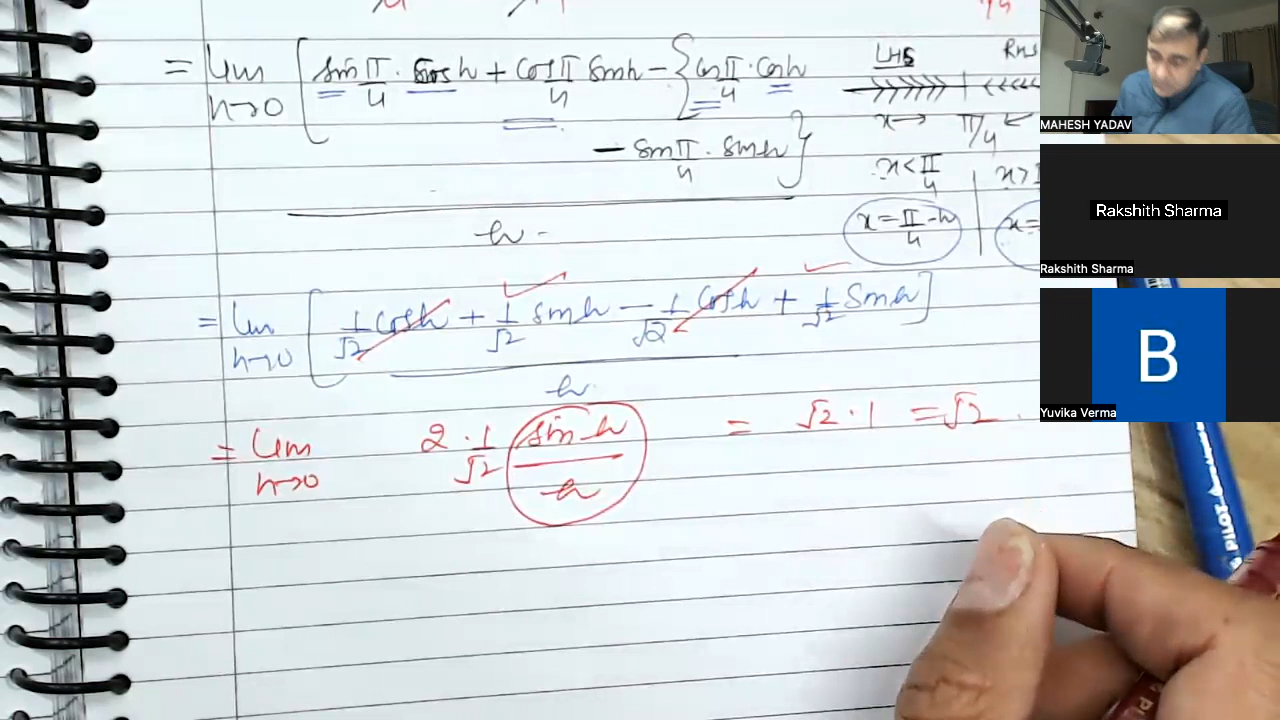 = lim h→0 [ sin π/4 . cos h + cos π/4 sin h - { cos π/4 . cos h
- sin π/4 . sin h }
h
LHS RHS
x → π/4 ←
x < π/4 x >
x = π/4 - h x =
= lim h→0 [ 1/√2 cos h + 1/√2 sin h - 1/√2 cos h + 1/√2 sin h ]
h
= lim h→0 2 . 1/√2 sin h / h = √2 . 1 = √2 .
MAHESH YADAV
Rakshith Sharma
Rakshith Sharma
B
Yuvika Verma
PILOT